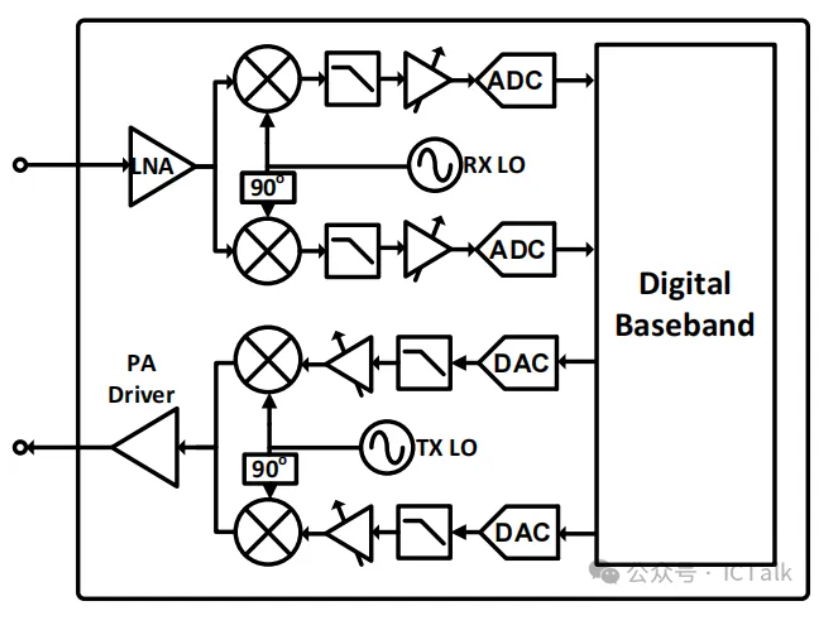 ADC
LNA
RX LO
90°
ADC
Digital
Baseband
PA
Driver
DAC
TX LO
90°
DAC
公众号 · ICTalk